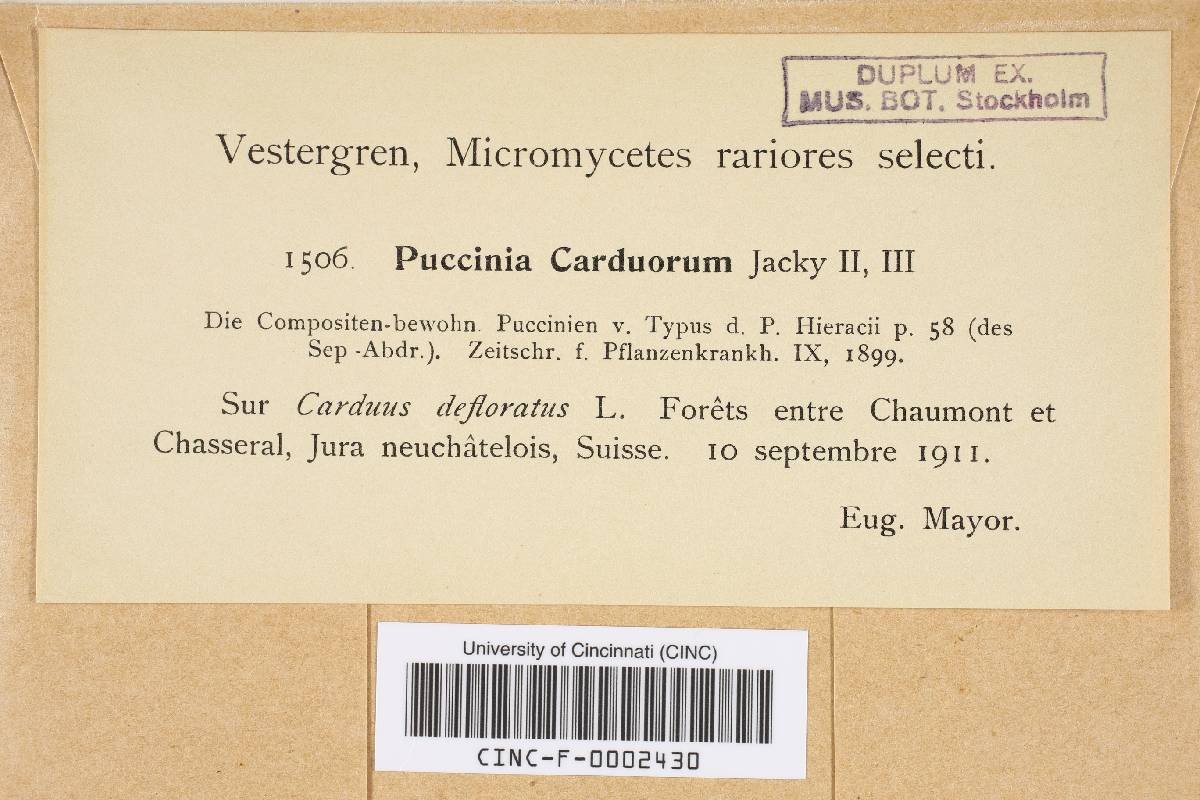 DUPLUM EX.
MUS. BOT. Stockholm
Vestergren, Micromycetes rariores selecti.
1506. Puccinia Carduorum Jacky II, III
Die Compositen-bewohn. Puccinien v. Typus d. P. Hieracii p. 58 (des
Sep -Abdr.). Zeitschr. f. Pflanzenkrankh. IX, 1899.
Sur Carduus defloratus L. Forêts entre Chaumont et
Chasseral, Jura neuchâtelois, Suisse. 10 septembre 1911.
Eug. Mayor.
University of Cincinnati (CINC)
CINC-F-0002430